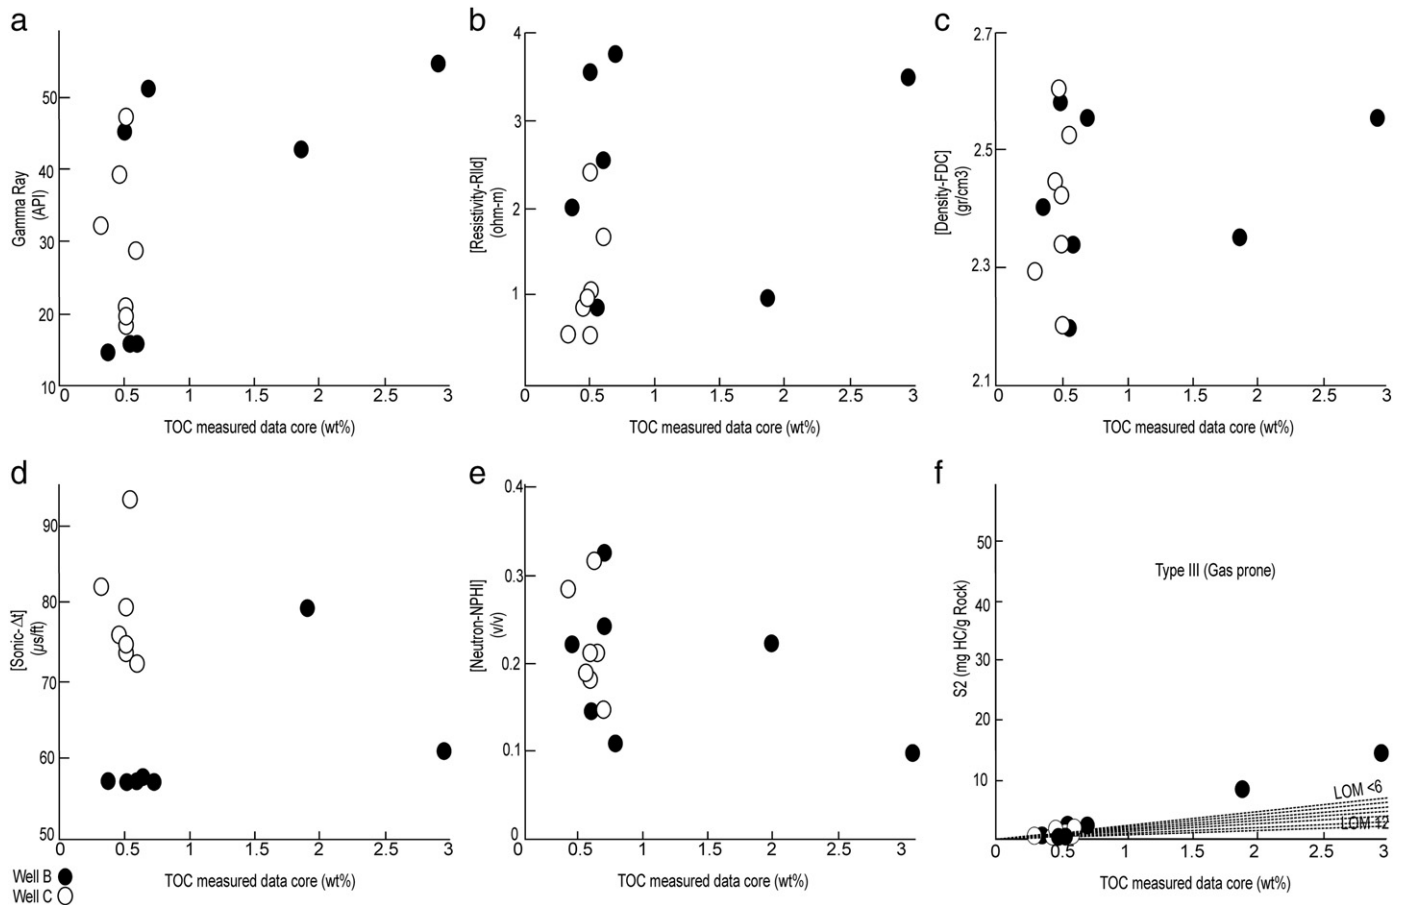 a
50
40
30
20
10
Gamma Ray
(API)
0
0.5
1
1.5
2
2.5
3
TOC measured data core (wt%)
b
4
3
2
1
[Resistivity-Rlld]
(ohm-m)
0
0.5
1
1.5
2
2.5
3
TOC measured data core (wt%)
c
2.7
2.5
2.3
2.1
[Density-FDC]
(gr/cm3)
0
0.5
1
1.5
2
2.5
3
TOC measured data core (wt%)
d
90
80
70
60
50
[Sonic-Δt]
(µs/ft)
0
0.5
1
1.5
2
2.5
3
TOC measured data core (wt%)
Well B
Well C
e
0.4
0.3
0.2
0.1
0
[Neutron-NPHI]
(v/v)
0.5
1
1.5
2
2.5
3
TOC measured data core (wt%)
f
50
40
30
20
10
S2 (mg HC/g Rock)
Type III (Gas prone)
LOM <6
LOM 12
0
0.5
1
1.5
2
2.5
3
TOC measured data core (wt%)